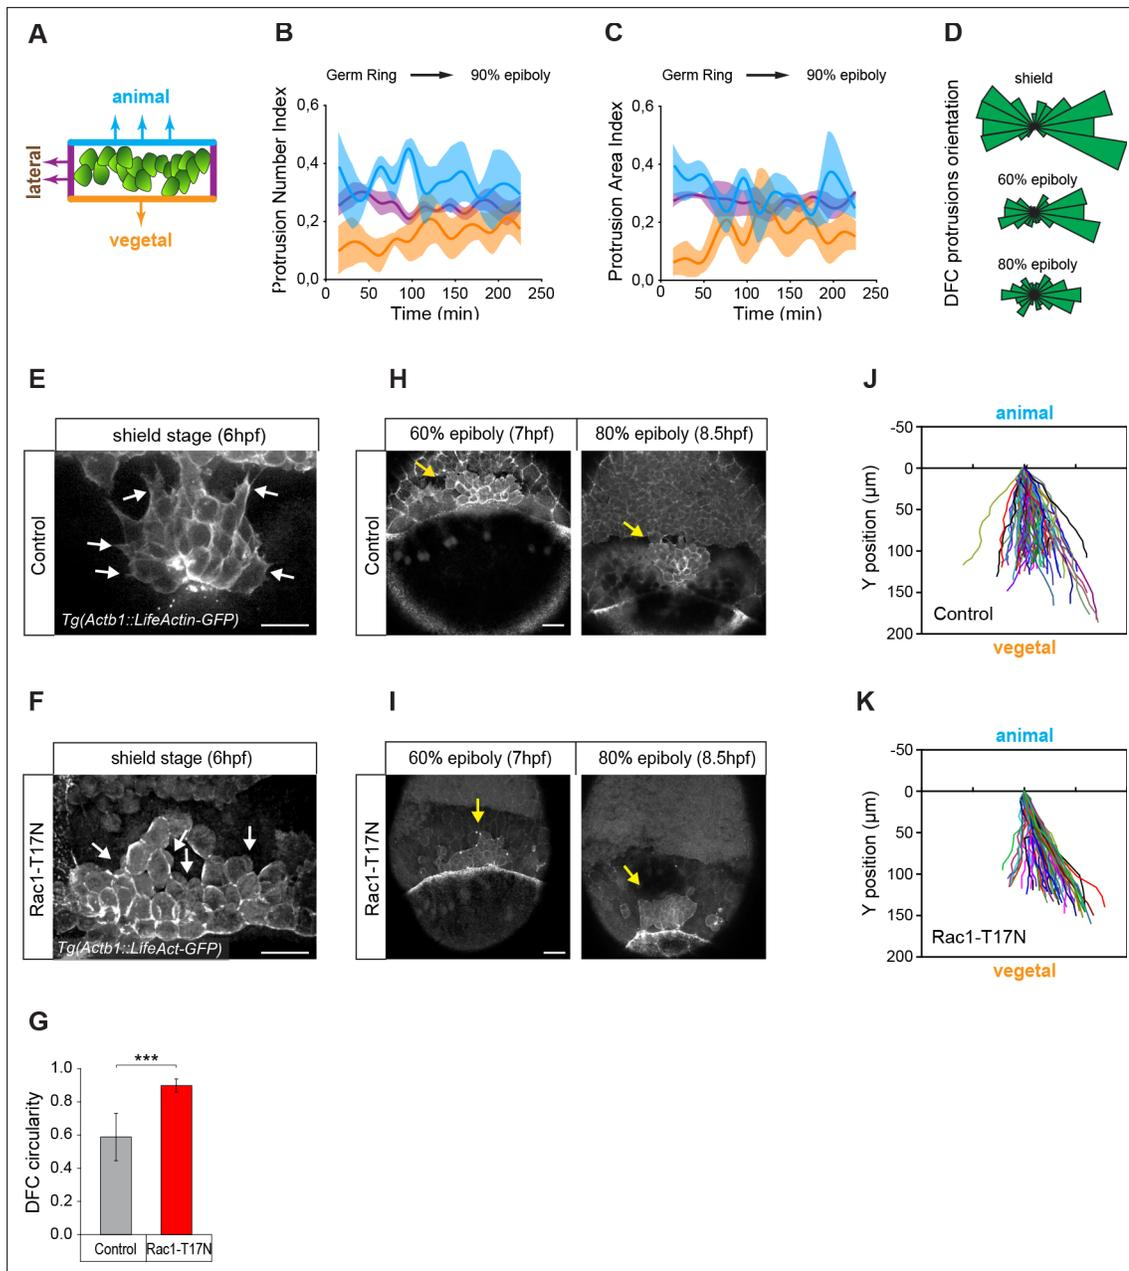 A
animal
lateral
vegetal
B
Germ Ring 90% epiboly
Protrusion Number Index
0,6
0,4
0,2
0,0
0 50 100 150 200 250
Time (min)
C
Germ Ring 90% epiboly
Protrusion Area Index
0,6
0,4
0,2
0,0
0 50 100 150 200 250
Time (min)
D
DFC protrusions orientation
shield
60% epiboly
80% epiboly
E
shield stage (6hpf)
Control
Tg(Actb1::LifeActin-GFP)
H
60% epiboly (7hpf) 80% epiboly (8.5hpf)
Control
J
animal
Y position (µm)
-50
0
50
100
150
200
Control
vegetal
F
shield stage (6hpf)
Rac1-T17N
Tg(Actb1::LifeAct-GFP)
I
60% epiboly (7hpf) 80% epiboly (8.5hpf)
Rac1-T17N
K
animal
Y position (µm)
-50
0
50
100
150
200
Rac1-T17N
vegetal
G
DFC circularity
***
1.0
0.8
0.6
0.4
0.2
0.0
Control Rac1-T17N